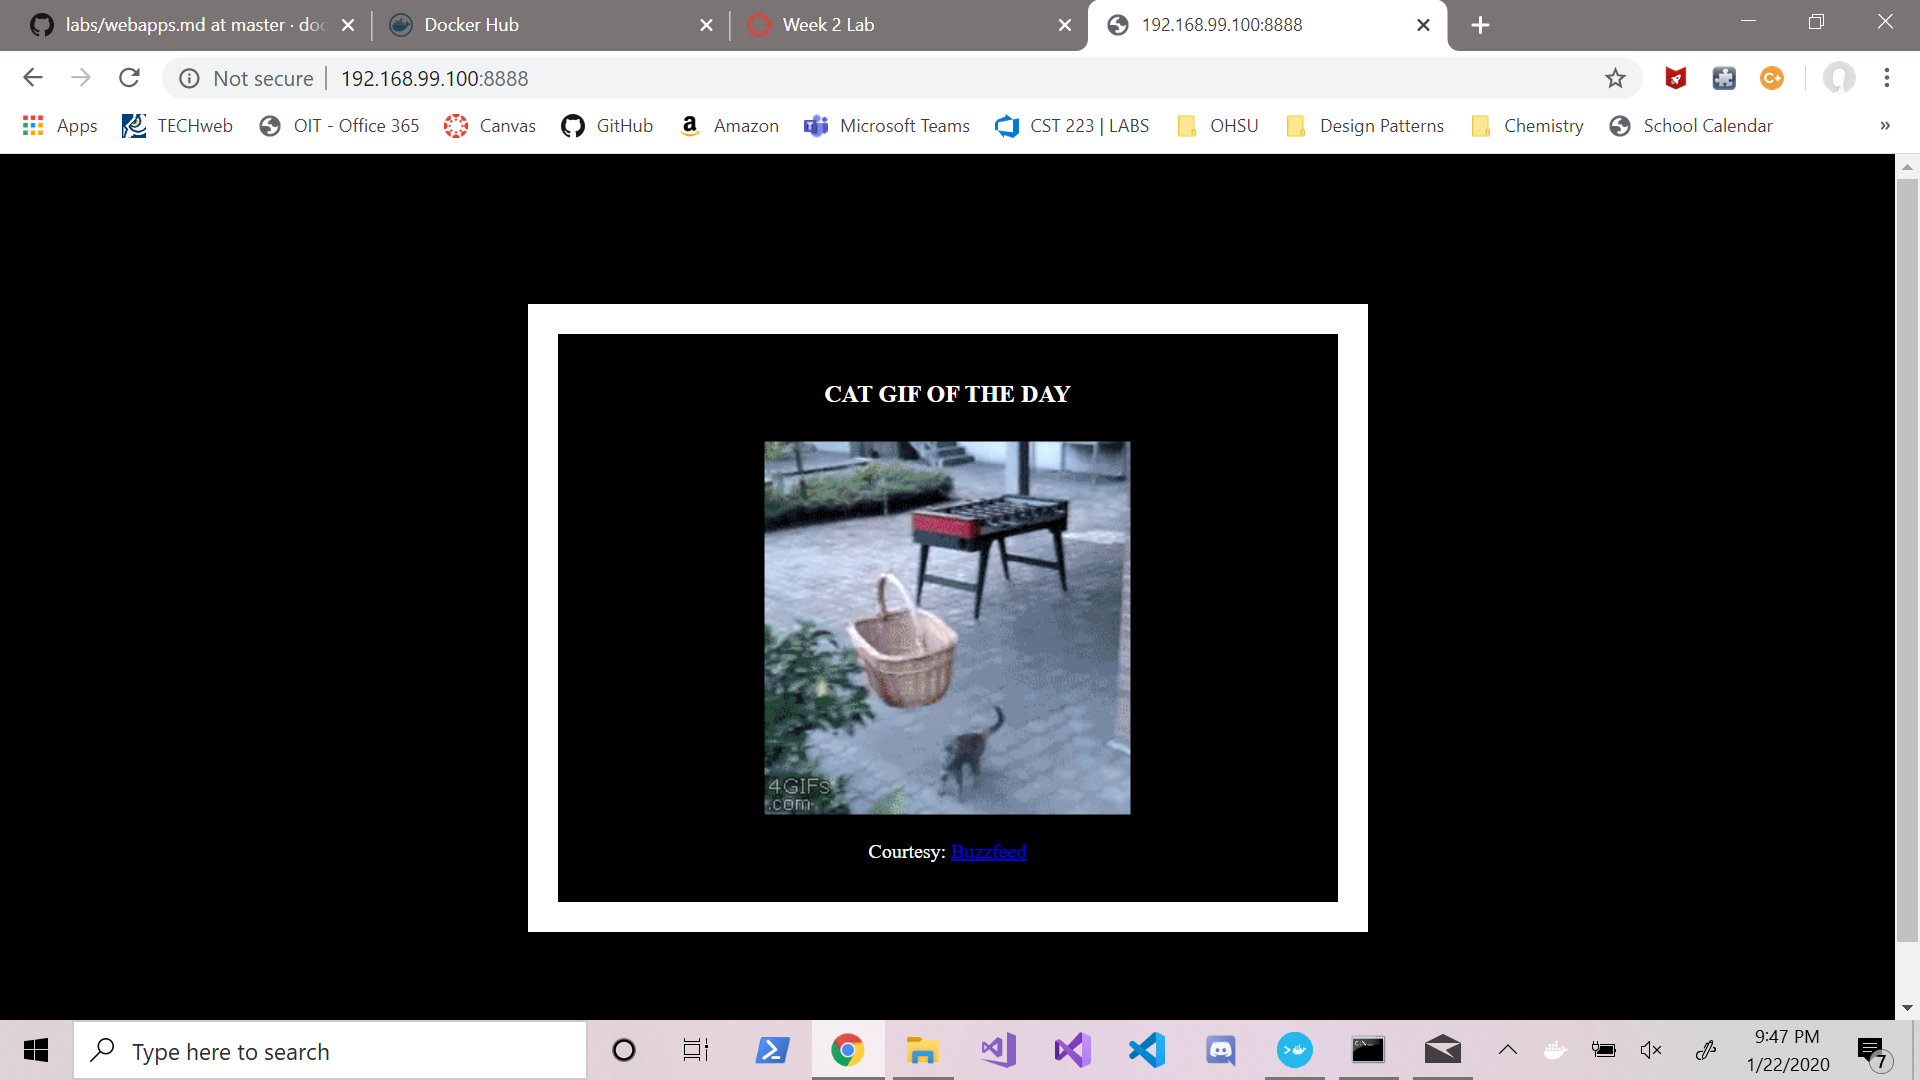 labs/webapps.md at master · doc
Docker Hub
Week 2 Lab
192.168.99.100:8888
Not secure
192.168.99.100:8888
C+
Apps
TECHweb
OIT - Office 365
Canvas
GitHub
Amazon
Microsoft Teams
CST 223 | LABS
OHSU
Design Patterns
Chemistry
School Calendar
»
CAT GIF OF THE DAY
4GIFs
.com
Courtesy: Buzzfeed
Type here to search
9:47 PM
1/22/2020
7